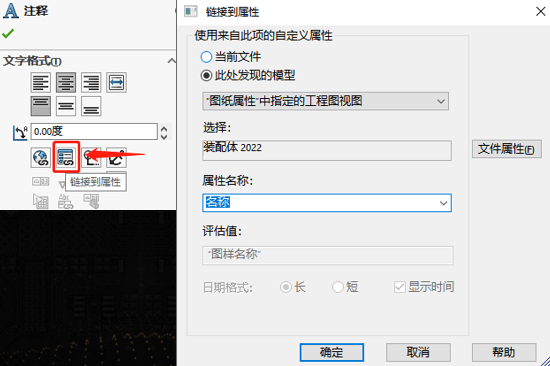 注释
文字格式(T)
0.00度
链接到属性
链接到属性
使用来自此项的自定义属性
当前文件
此处发现的模型
"图纸属性"中指定的工程图视图
选择:
装配体 2022
文件属性(F)
属性名称:
名称
评估值:
"图样名称"
日期格式:
长
短
显示时间
确定
取消
帮助